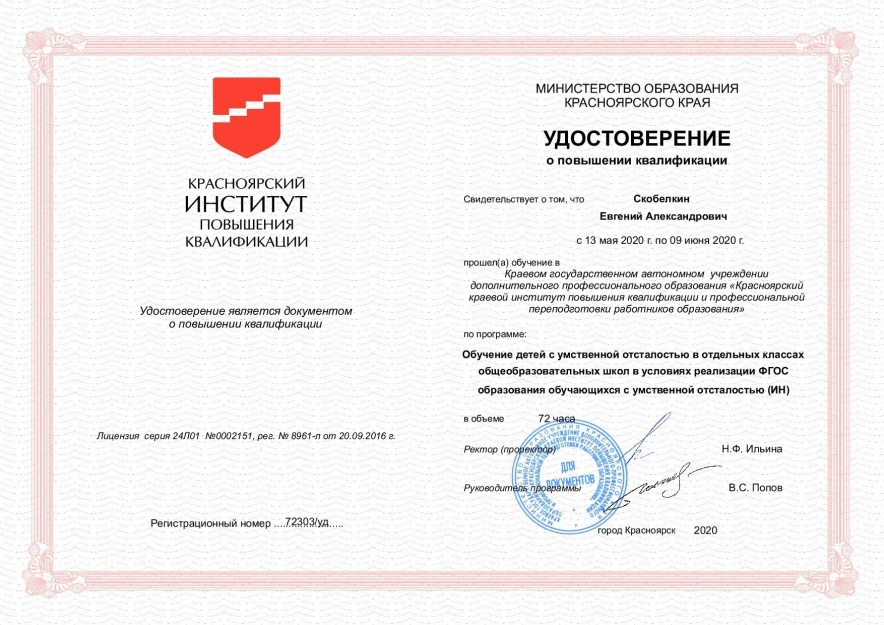 КРАСНОЯРСКИЙ
ИНСТИТУТ
ПОВЫШЕНИЯ
КВАЛИФИКАЦИИ
Удостоверение является документом
о повышении квалификации
Лицензия серия 24Л01 №0002151, рег. № 8961-л от 20.09.2016 г.
Регистрационный номер ....72303/уд.....
МИНИСТЕРСТВО ОБРАЗОВАНИЯ
КРАСНОЯРСКОГО КРАЯ
УДОСТОВЕРЕНИЕ
о повышении квалификации
Свидетельствует о том, что Скобелкин
Евгений Александрович
с 13 мая 2020 г. по 09 июня 2020 г.
прошел(а) обучение в
Краевом государственном автономном учреждении
дополнительного профессионального образования «Красноярский
краевой институт повышения квалификации и профессиональной
переподготовки работников образования»
по программе:
Обучение детей с умственной отсталостью в отдельных классах
общеобразовательных школ в условиях реализации ФГОС
образования обучающихся с умственной отсталостью (ИН)
в объеме 72 часа
Ректор (проректор) Н.Ф. Ильина
ДЛЯ
ДОКУМЕНТОВ
Руководитель программы В.С. Попов
город Красноярск 2020